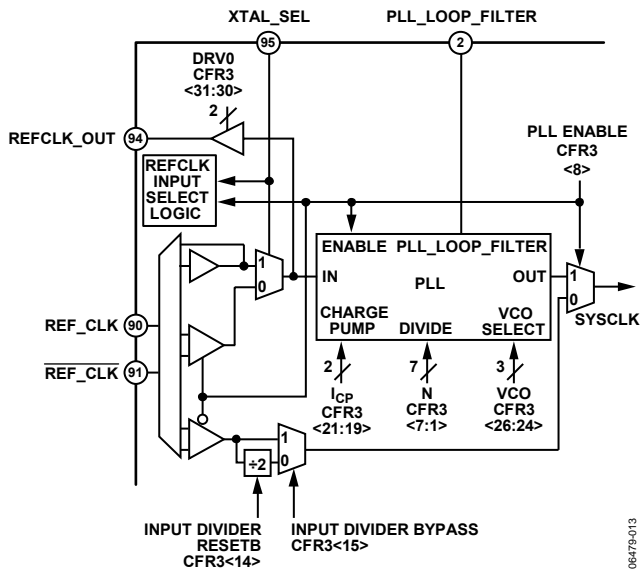 XTAL_SEL
PLL_LOOP_FILTER
95
2
DRV0
CFR3
<31:30>
2
REFCLK_OUT
94
PLL ENABLE
CFR3
<8>
REFCLK
INPUT
SELECT
LOGIC
ENABLE
PLL_LOOP_FILTER
1
0
IN
PLL
OUT
1
0
SYSCLK
CHARGE
PUMP
DIVIDE
VCO
SELECT
REF_CLK
90
REF_CLK
91
2
7
3
ICP
CFR3
<21:19>
N
CFR3
<7:1>
VCO
CFR3
<26:24>
1
0
÷2
INPUT DIVIDER
RESETB
CFR3<14>
INPUT DIVIDER BYPASS
CFR3<15>
06479-013